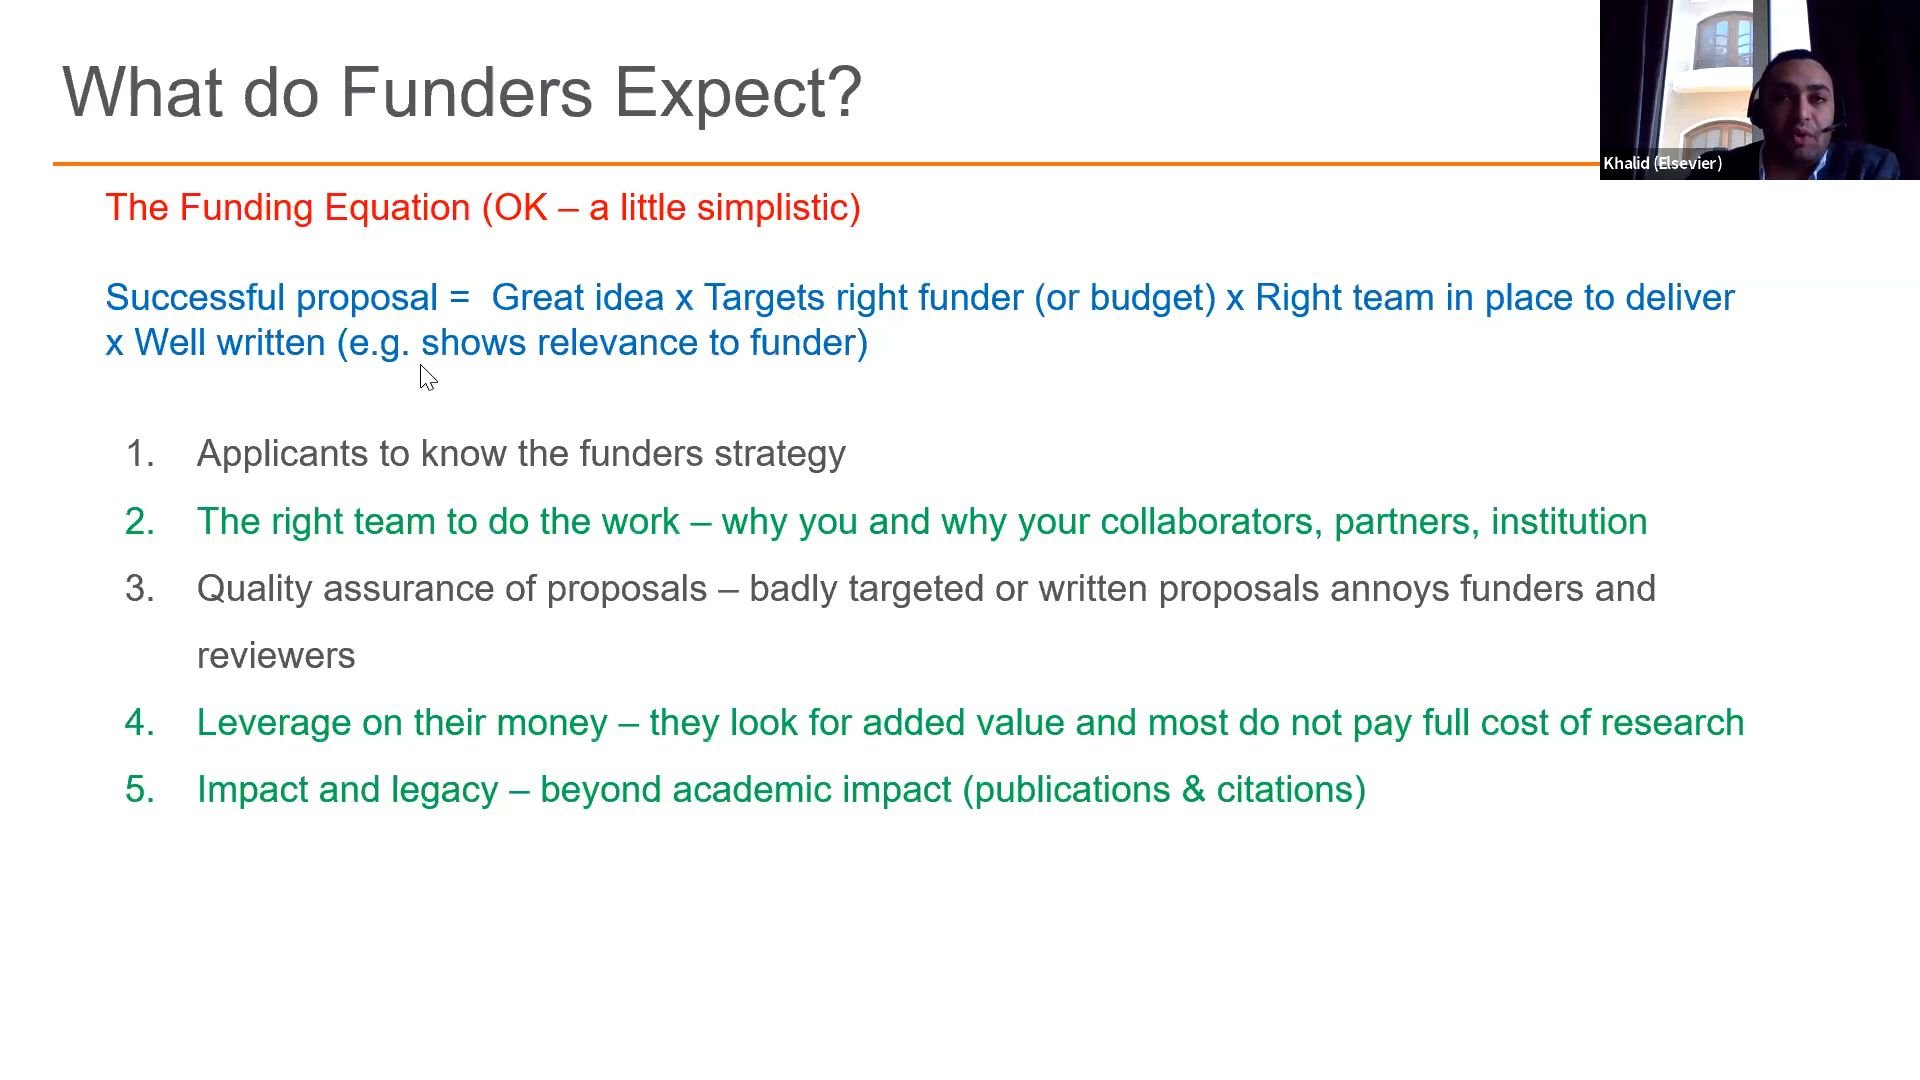 What do Funders Expect?
Khalid (Elsevier)
The Funding Equation (OK – a little simplistic)
Successful proposal =  Great idea x Targets right funder (or budget) x Right team in place to deliver
x Well written (e.g. shows relevance to funder)
1. Applicants to know the funders strategy
2. The right team to do the work – why you and why your collaborators, partners, institution
3. Quality assurance of proposals – badly targeted or written proposals annoys funders and
reviewers
4. Leverage on their money – they look for added value and most do not pay full cost of research
5. Impact and legacy – beyond academic impact (publications & citations)